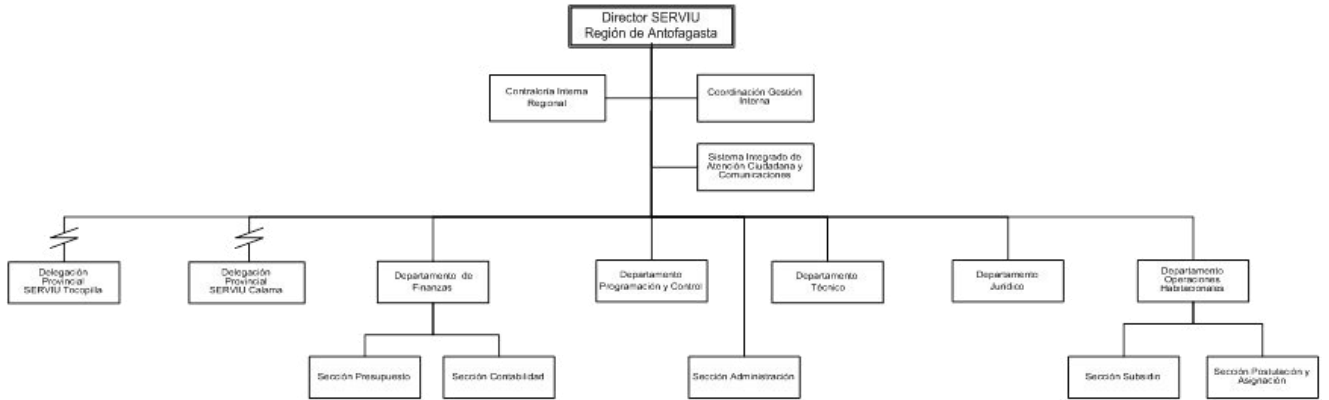 Director SERVIU
Región de Antofagasta
Contraloría Interna
Regional
Coordinación Gestión
Interna
Sistema Integrado de
Atención Ciudadana y
Comunicaciones
Delegación
Provincial
SERVIU Tocopilla
Delegación
Provincial
SERVIU Calama
Departamento de
Finanzas
Departamento
Programación y Control
Departamento
Técnico
Departamento
Jurídico
Departamento
Operaciones
Habitacionales
Sección Presupuesto
Sección Contabilidad
Sección Administración
Sección Subsidio
Sección Postulación y
Asignación